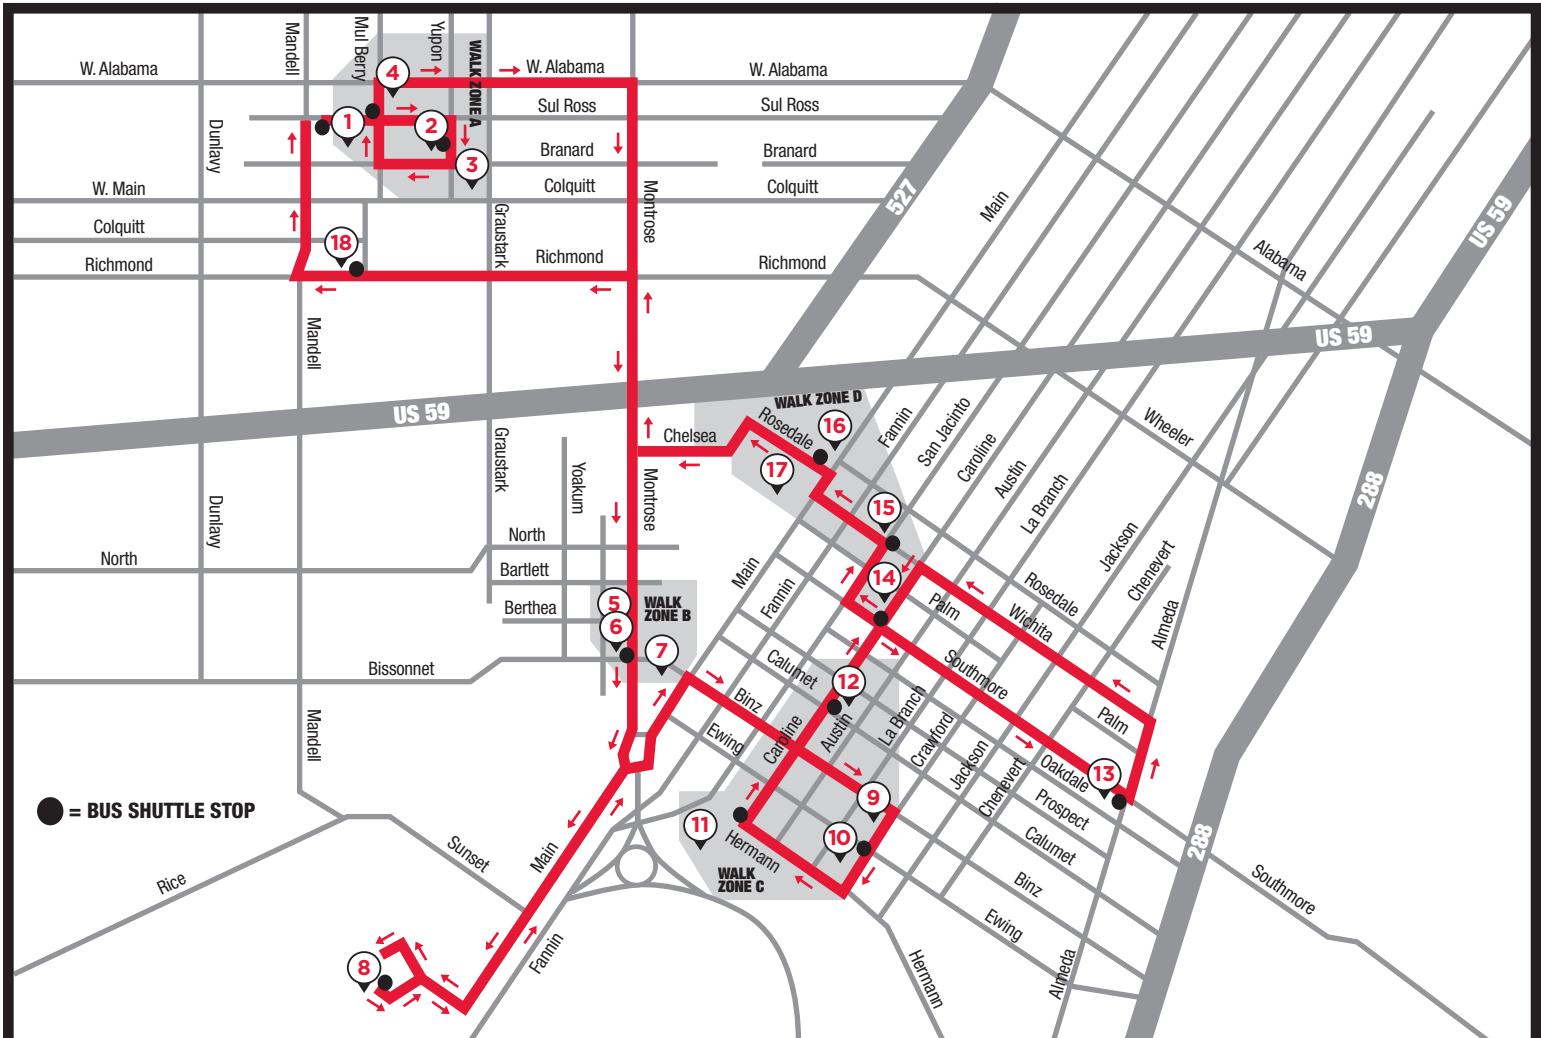 Mandell
Mul Berry
Yupon
WALK ZONE A
W. Alabama
4
W. Alabama
W. Alabama
Sul Ross
Sul Ross
1
2
3
Dunlavy
Branard
Branard
W. Main
Colquitt
Colquitt
Montrose
527
Main
US 59
Colquitt
18
Graustark
Richmond
Richmond
Richmond
Alabama
Mandell
US 59
US 59
WALK ZONE D
Rosedale
16
Fannin
San Jacinto
Wheeler
Chelsea
17
Caroline
Austin
La Branch
288
Graustark
Yoakum
Montrose
Dunlavy
15
North
North
Jackson
Chenevert
Bartlett
Main
Fannin
14
Palm
Rosedale
Wichita
Almeda
Berthea
5
6
WALK
ZONE B
7
Bissonnet
Calumet
Southmore
12
Binz
La Branch
Palm
Mandell
Ewing
Caroline
Austin
Crawford
Jackson
Chenevert
Oakdale
13
Prospect
9
= BUS SHUTTLE STOP
11
10
Hermann
Calumet
288
Sunset
Main
WALK
ZONE C
Binz
Southmore
Rice
Ewing
Fannin
8
Hermann
Almeda